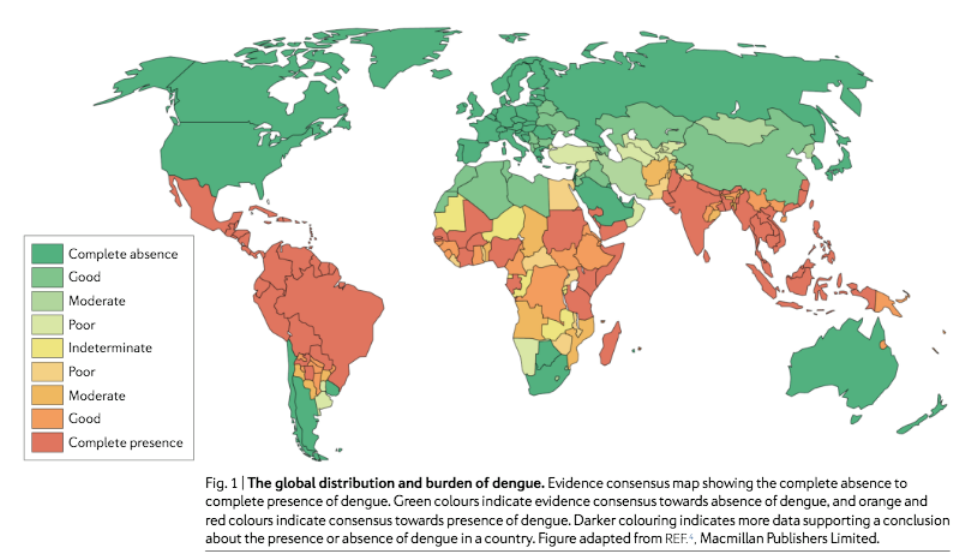 Complete absence
Good
Moderate
Poor
Indeterminate
Poor
Moderate
Good
Complete presence
Fig. 1 | The global distribution and burden of dengue. Evidence consensus map showing the complete absence to
complete presence of dengue. Green colours indicate evidence consensus towards absence of dengue, and orange and
red colours indicate consensus towards presence of dengue. Darker colouring indicates more data supporting a conclusion
about the presence or absence of dengue in a country. Figure adapted from REF.⁴, Macmillan Publishers Limited.